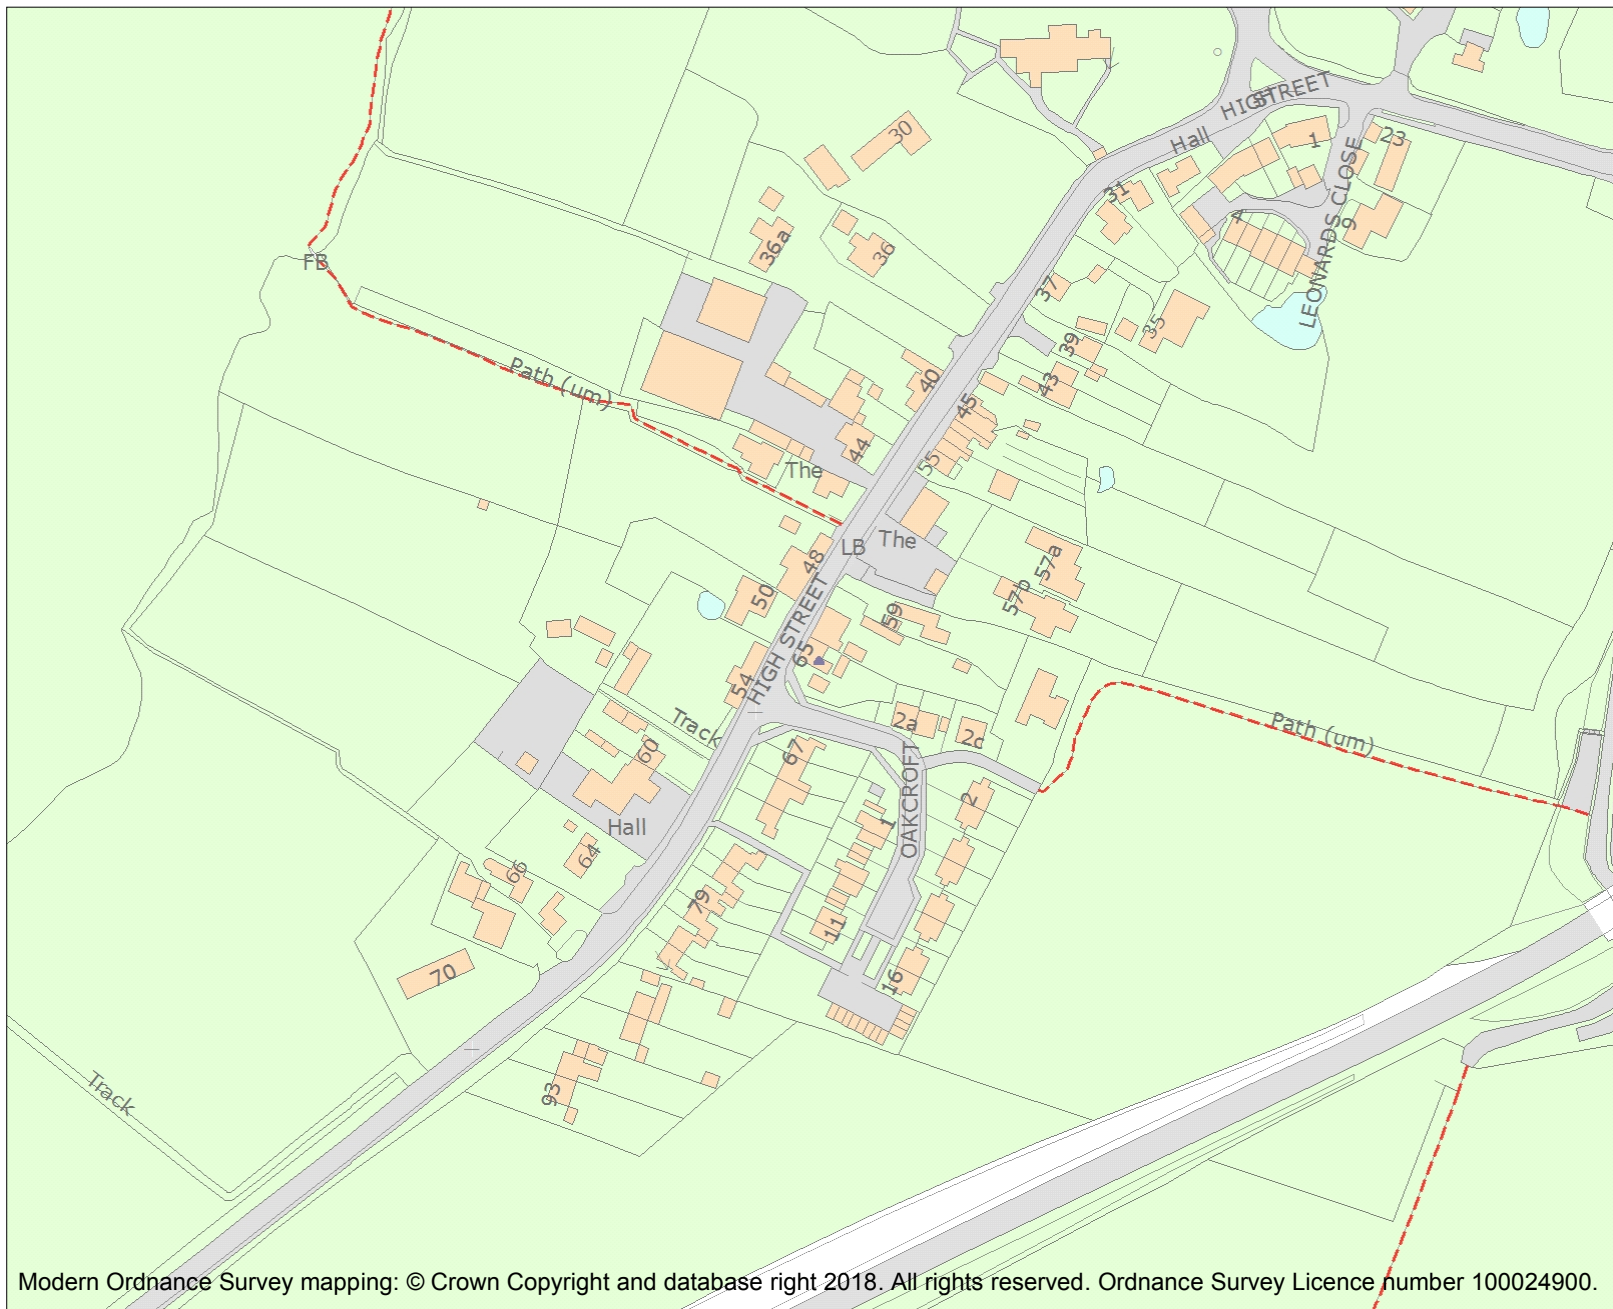 HIGH STREET
Hall
1
23
30
31
LEONARDS CLOSE
4
9
36a
36
FB
37
35
39
Path (um)
40
43
45
44
55
The
LB
The
48
57a
50
57b
59
HIGH STREET
65
54
2a
Track
Path (um)
2c
60
67
OAKCROFT
2
Hall
1
64
66
79
11
70
16
93
Track
Modern Ordnance Survey mapping: © Crown Copyright and database right 2018. All rights reserved. Ordnance Survey Licence number 100024900.